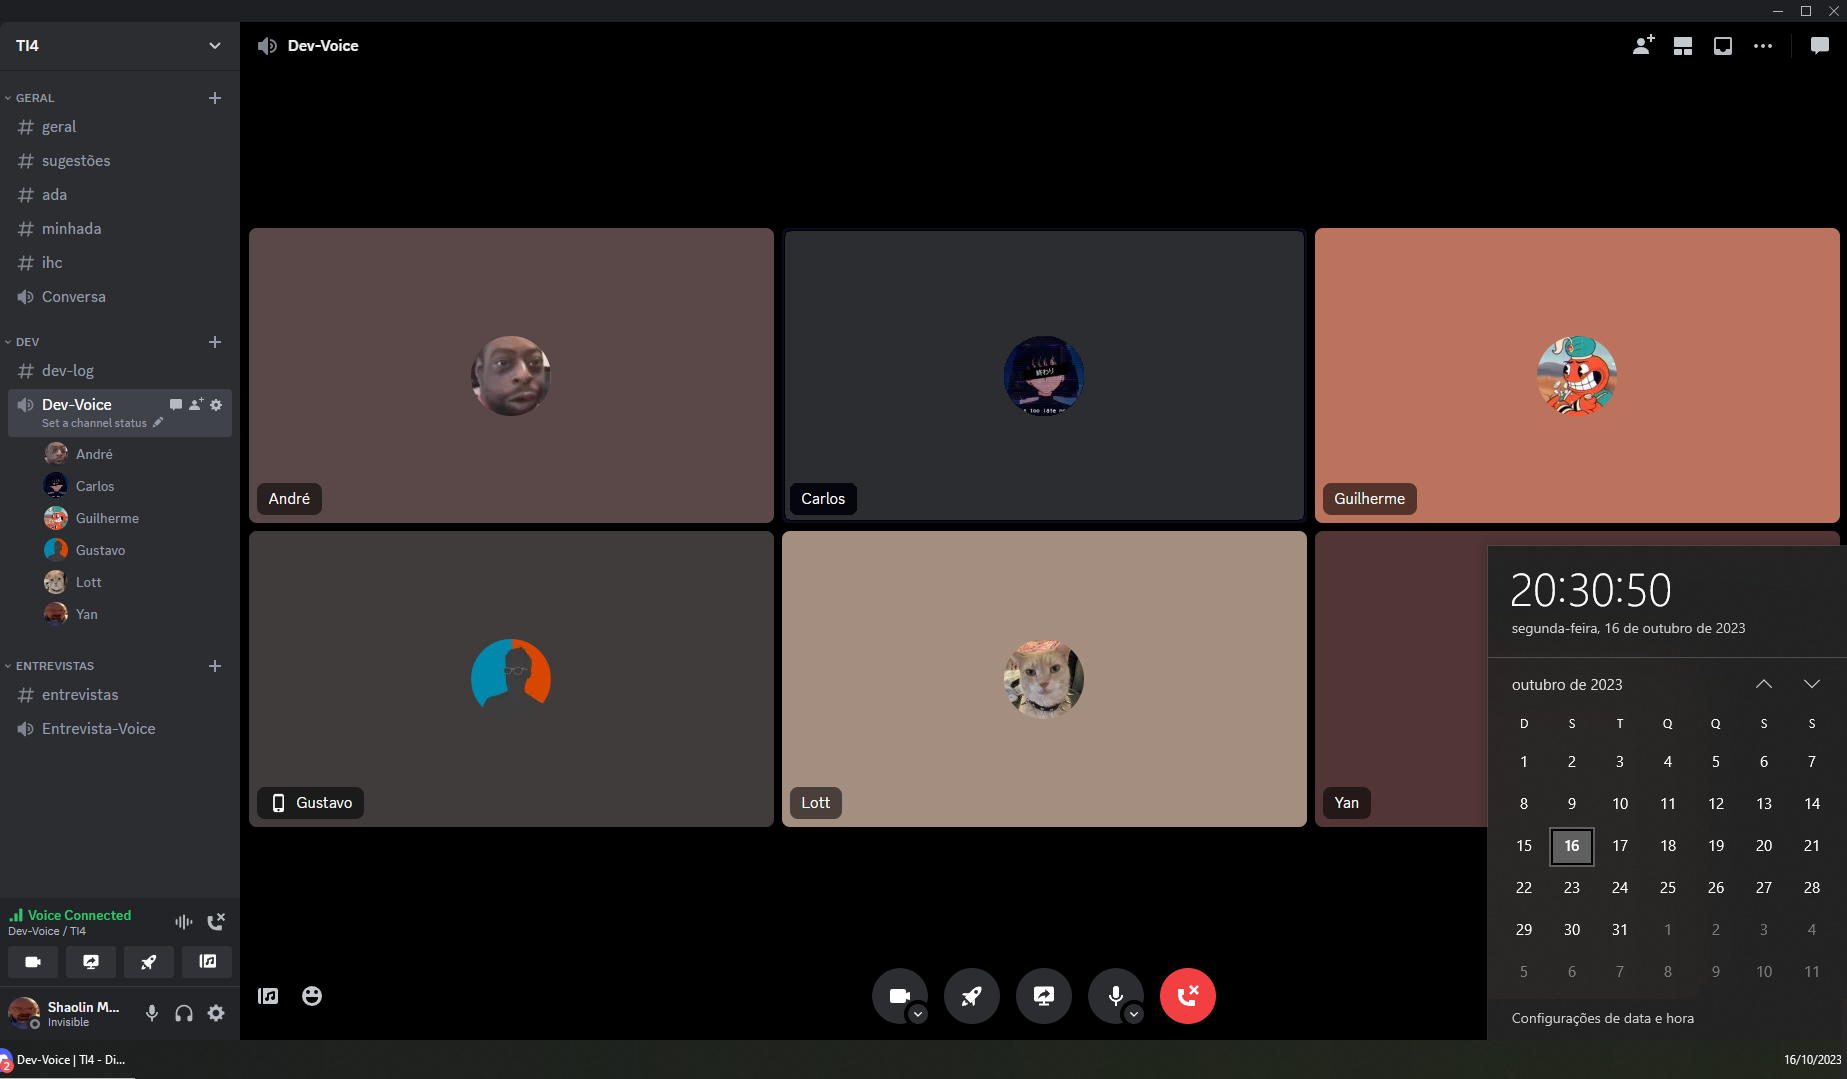 TI4
Dev-Voice
GERAL
geral
sugestões
ada
minhada
ihc
Conversa
DEV
dev-log
Dev-Voice
Set a channel status
André
Carlos
Guilherme
Gustavo
Lott
Yan
ENTREVISTAS
entrevistas
Entrevista-Voice
Voice Connected
Dev-Voice / TI4
Shaolin M...
Invisible
André
終わり
Carlos
Guilherme
Gustavo
Lott
Yan
20:30:50
segunda-feira, 16 de outubro de 2023
outubro de 2023
D S T Q Q S S
1 2 3 4 5 6 7
8 9 10 11 12 13 14
15 16 17 18 19 20 21
22 23 24 25 26 27 28
29 30 31 1 2 3 4
5 6 7 8 9 10 11
Configurações de data e hora
2
Dev-Voice | TI4 - Di...
16/10/2023